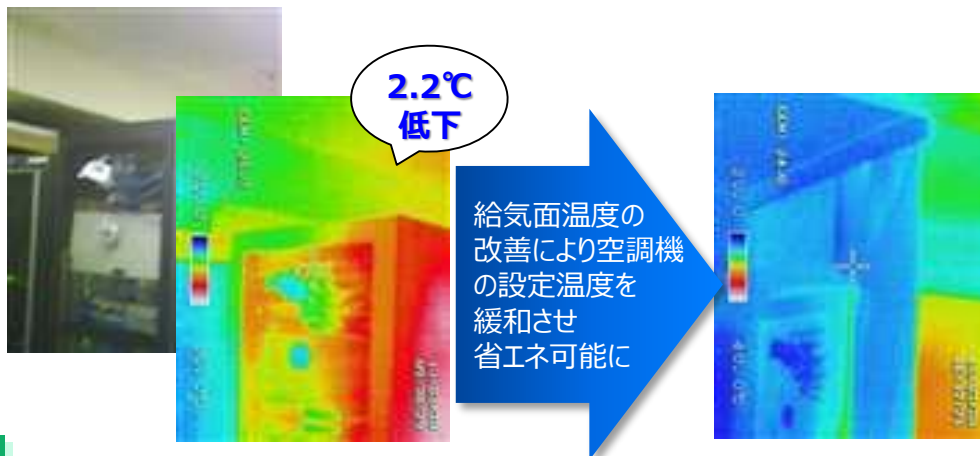 2.2℃
低下
給気面温度の
改善により空調機
の設定温度を
緩和させ
省エネ可能に